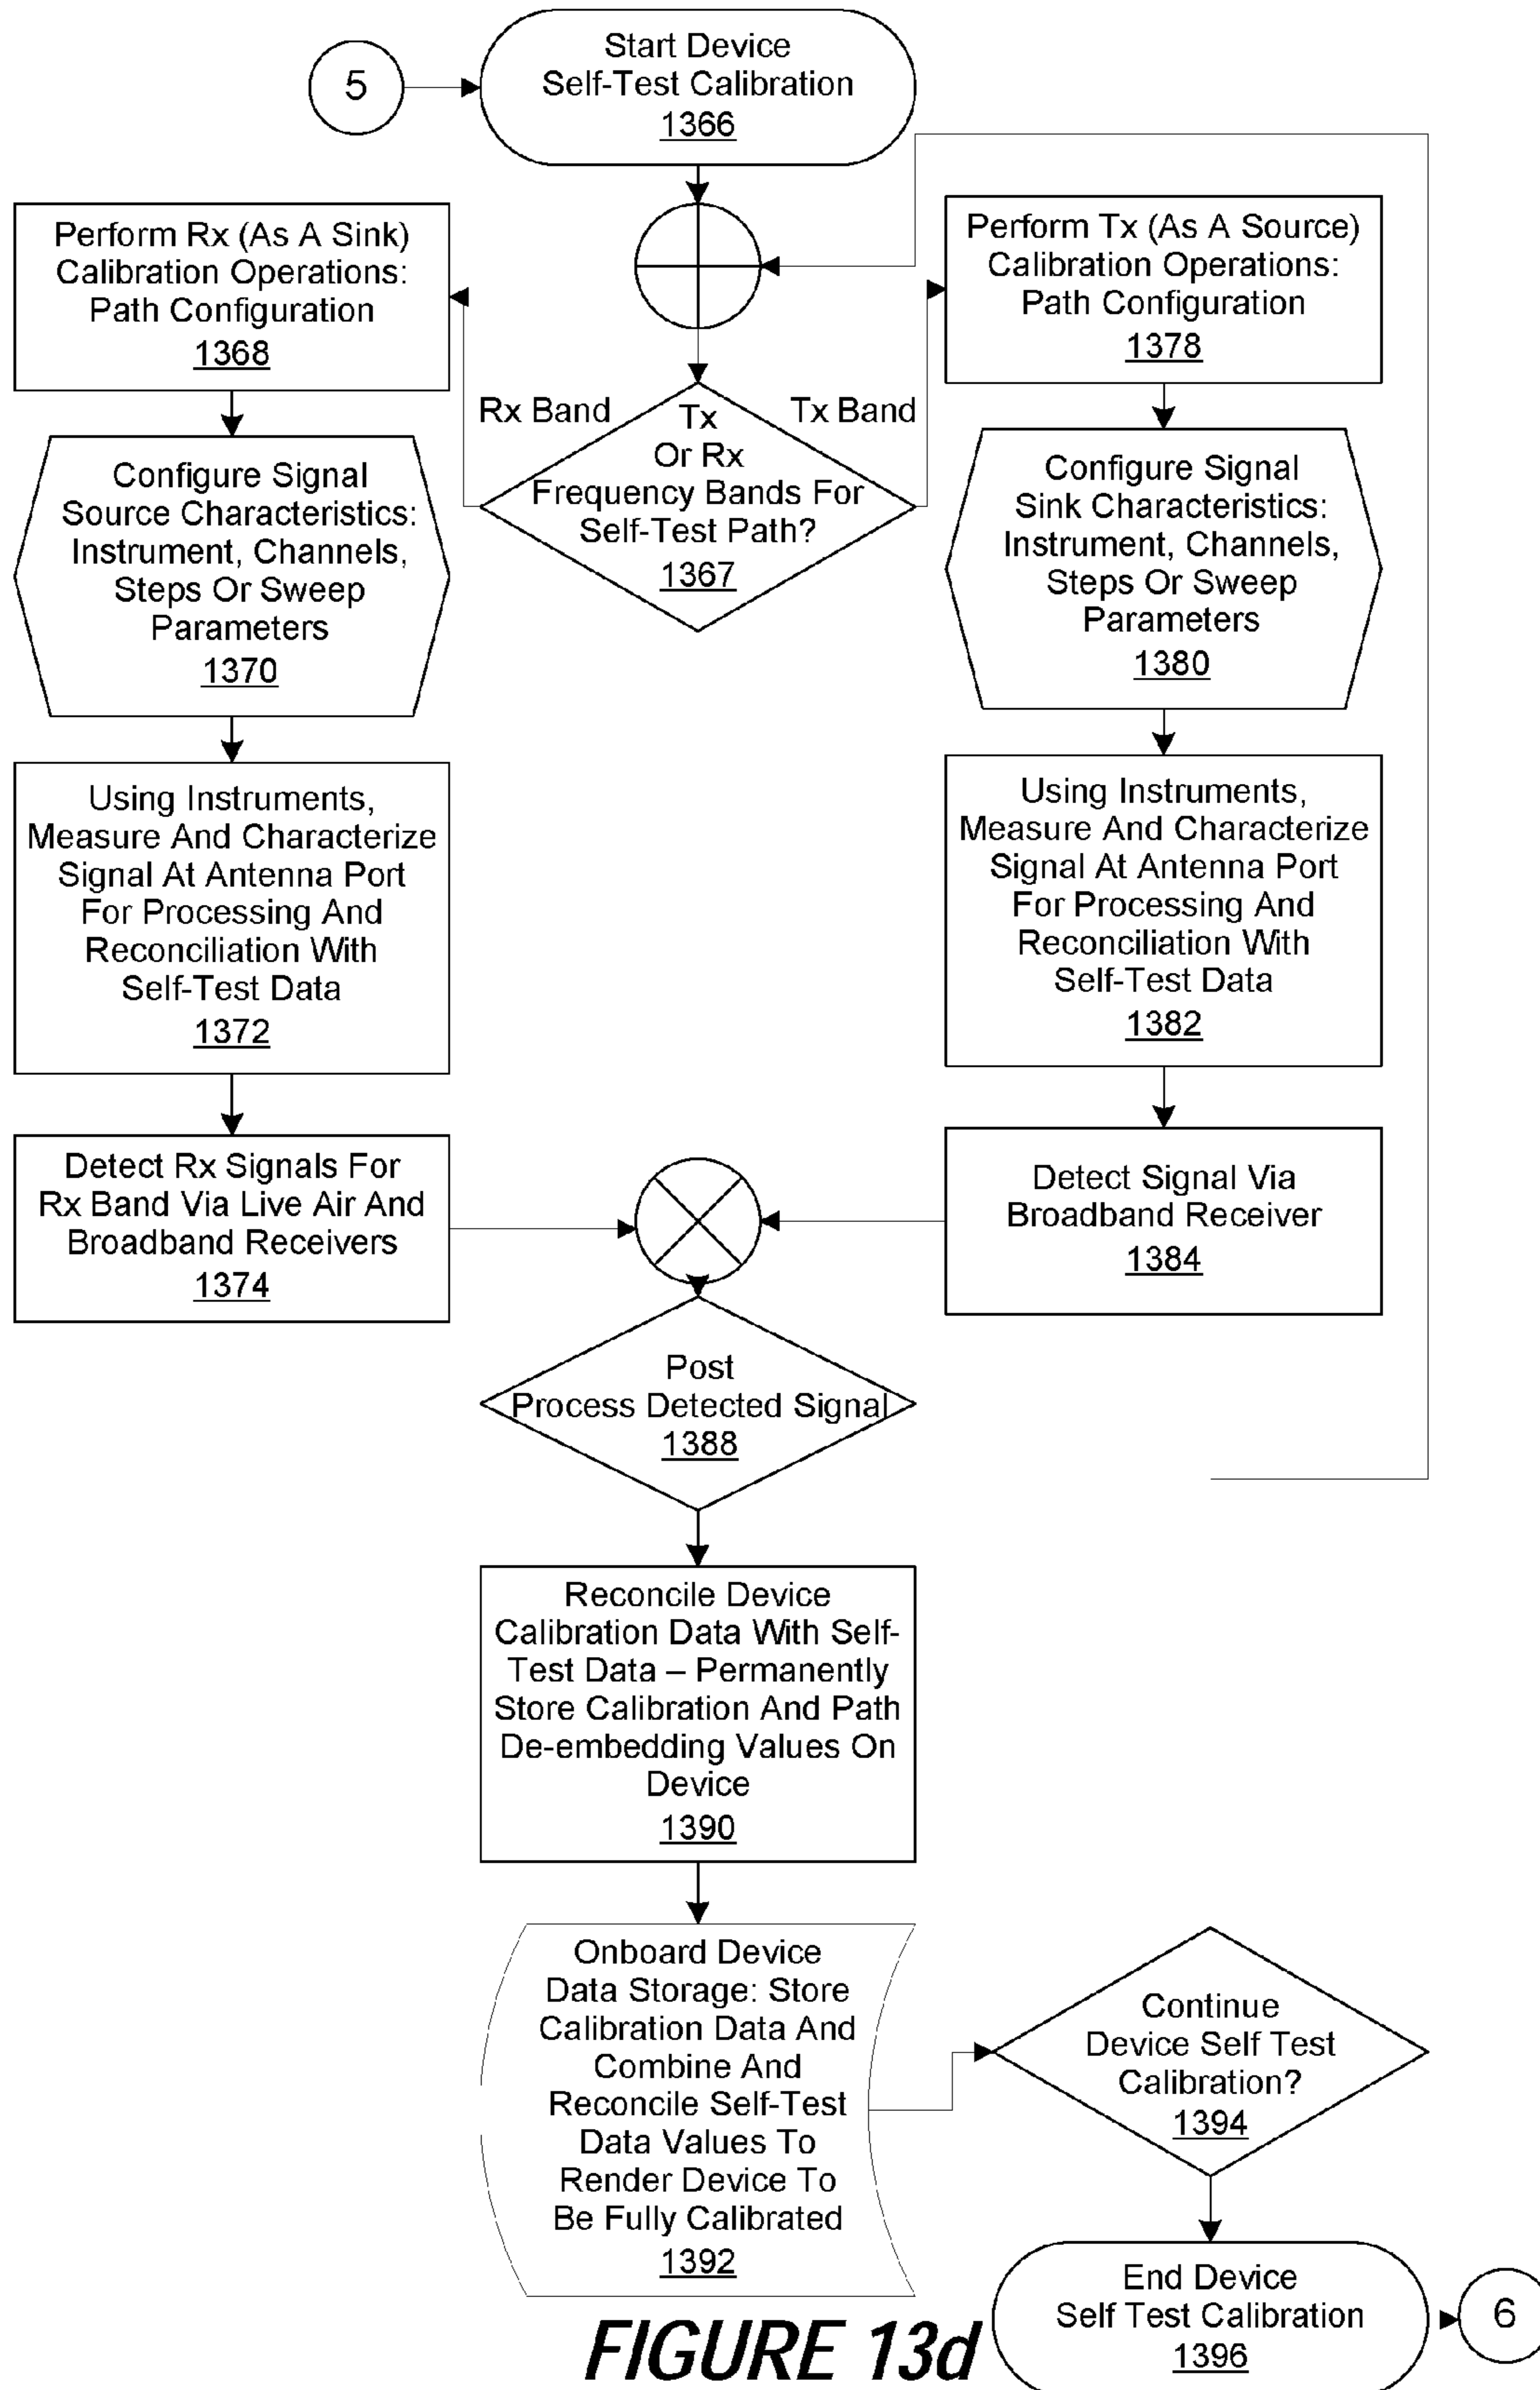 5
Start Device
Self-Test Calibration
1366
Perform Rx (As A Sink)
Calibration Operations:
Path Configuration
1368
Perform Tx (As A Source)
Calibration Operations:
Path Configuration
1378
Rx Band
Tx Band
Tx
Or Rx
Frequency Bands For
Self-Test Path?
1367
Configure Signal
Source Characteristics:
Instrument, Channels,
Steps Or Sweep
Parameters
1370
Configure Signal
Sink Characteristics:
Instrument, Channels,
Steps Or Sweep
Parameters
1380
Using Instruments,
Measure And Characterize
Signal At Antenna Port
For Processing And
Reconciliation With
Self-Test Data
1372
Using Instruments,
Measure And Characterize
Signal At Antenna Port
For Processing And
Reconciliation With
Self-Test Data
1382
Detect Rx Signals For
Rx Band Via Live Air And
Broadband Receivers
1374
Detect Signal Via
Broadband Receiver
1384
Post
Process Detected Signal
1388
Reconcile Device
Calibration Data With Self-
Test Data – Permanently
Store Calibration And Path
De-embedding Values On
Device
1390
Onboard Device
Data Storage: Store
Calibration Data And
Combine And
Reconcile Self-Test
Data Values To
Render Device To
Be Fully Calibrated
1392
Continue
Device Self Test
Calibration?
1394
End Device
Self Test Calibration
1396
6
FIGURE 13d